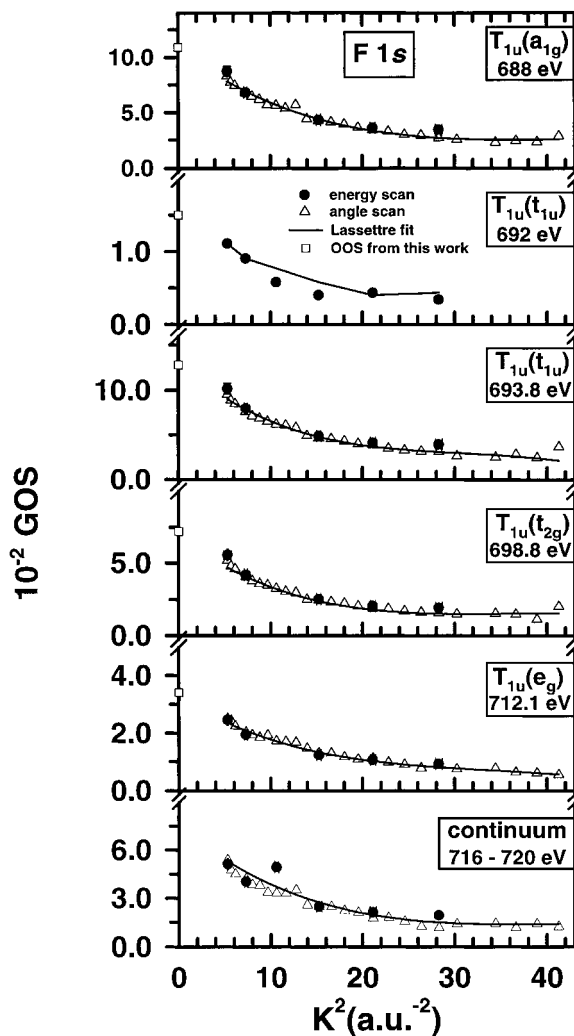 F 1s
T1u(a1g)
688 eV
10.0
5.0
0.0
energy scan
angle scan
Lassettre fit
OOS from this work
T1u(t1u)
692 eV
1.0
0.0
T1u(t1u)
693.8 eV
10.0
0.0
T1u(t2g)
698.8 eV
5.0
0.0
T1u(eg)
712.1 eV
4.0
2.0
0.0
continuum
716 - 720 eV
6.0
3.0
0.0
0 10 20 30 40
10⁻² GOS
K²(a.u.⁻²)